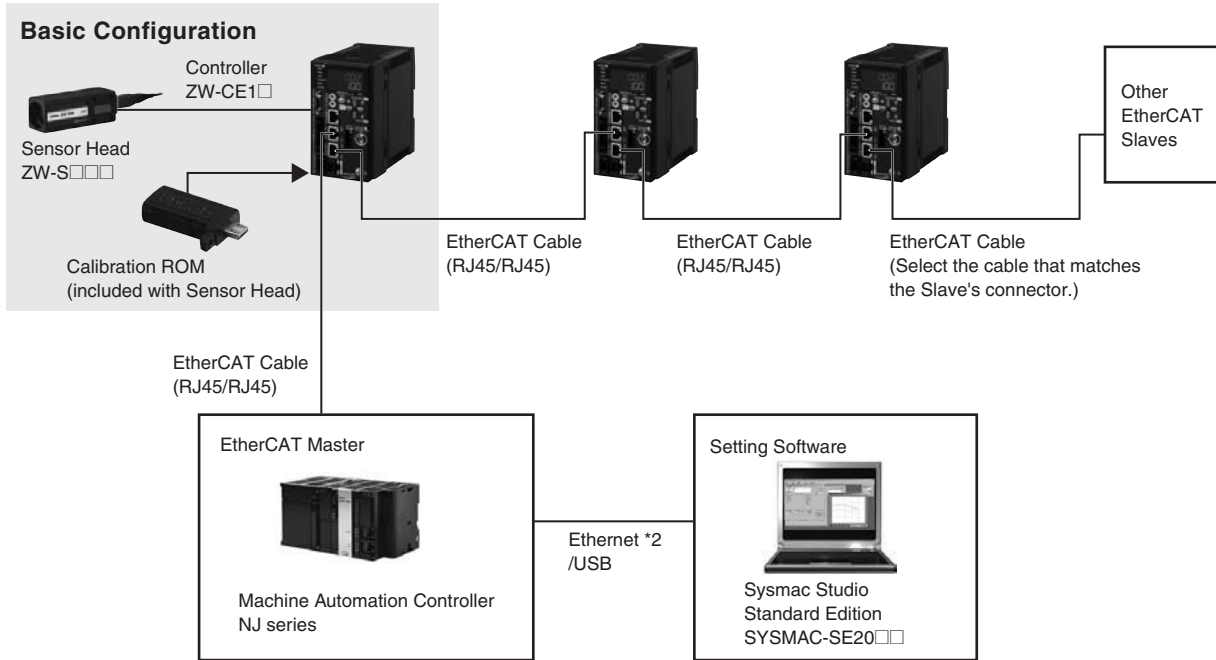 Basic Configuration
Controller
ZW-CE1□
Sensor Head
ZW-S□□□
Calibration ROM
(included with Sensor Head)
EtherCAT Cable
(RJ45/RJ45)
EtherCAT Cable
(RJ45/RJ45)
EtherCAT Cable
(Select the cable that matches
the Slave's connector.)
Other
EtherCAT
Slaves
EtherCAT Cable
(RJ45/RJ45)
EtherCAT Master
Machine Automation Controller
NJ series
Ethernet *2
/USB
Setting Software
Sysmac Studio
Standard Edition
SYSMAC-SE20□□